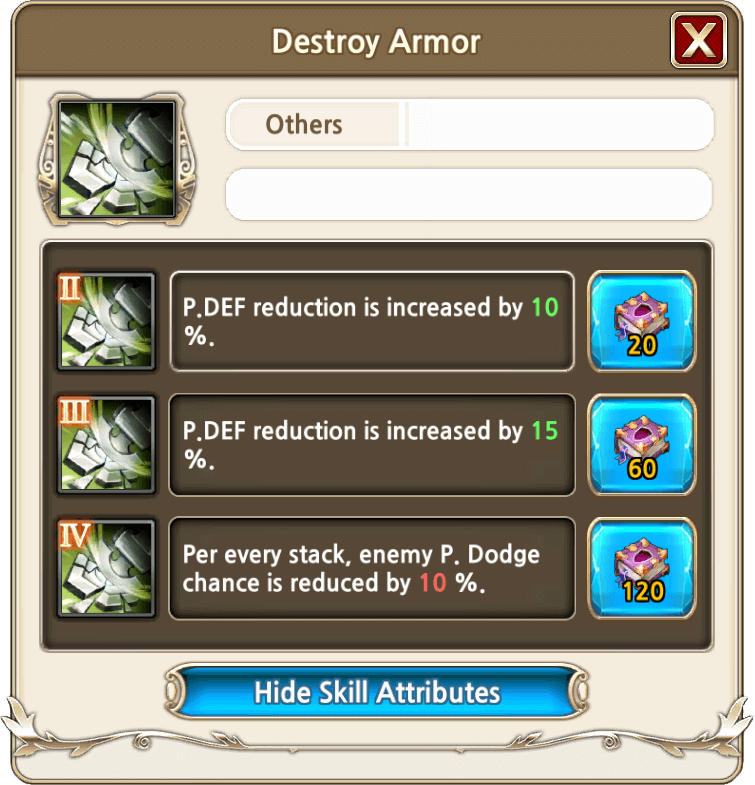 Destroy Armor
X
Others
II
P.DEF reduction is increased by 10
%.
20
III
P.DEF reduction is increased by 15
%.
60
IV
Per every stack, enemy P. Dodge
chance is reduced by 10 %.
120
Hide Skill Attributes